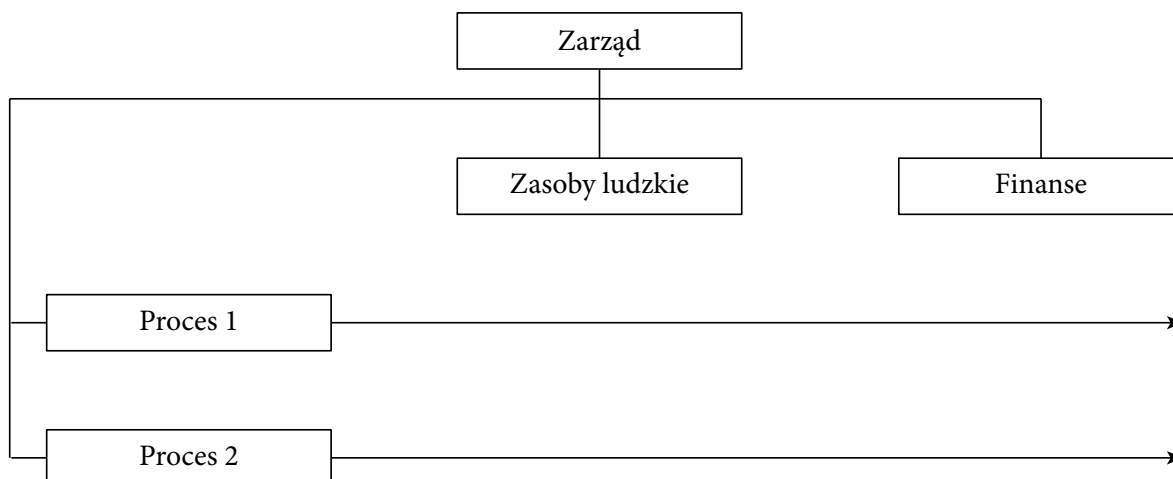 Zarząd
Zasoby ludzkie
Finanse
Proces 1
Proces 2